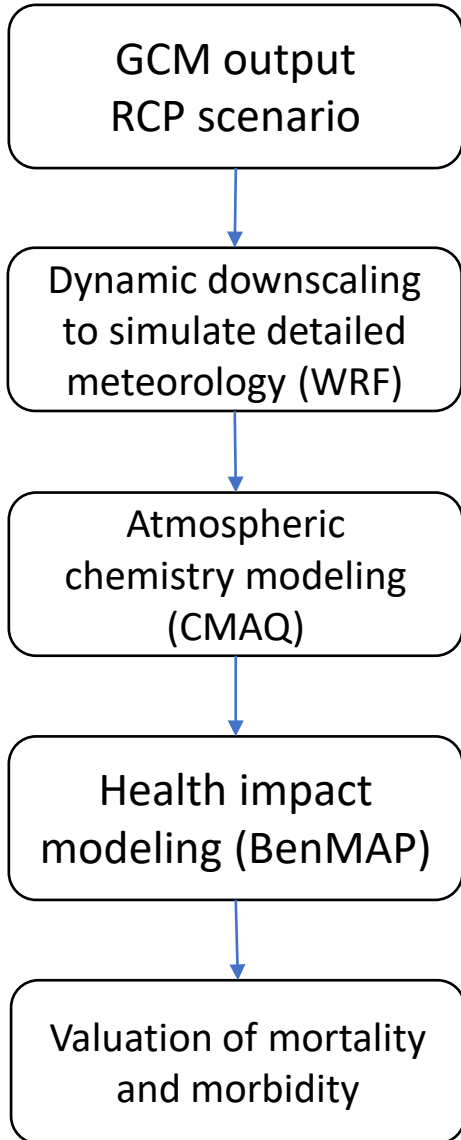 GCM output
RCP scenario
Dynamic downscaling
to simulate detailed
meteorology (WRF)
Atmospheric
chemistry modeling
(CMAQ)
Health impact
modeling (BenMAP)
Valuation of mortality
and morbidity